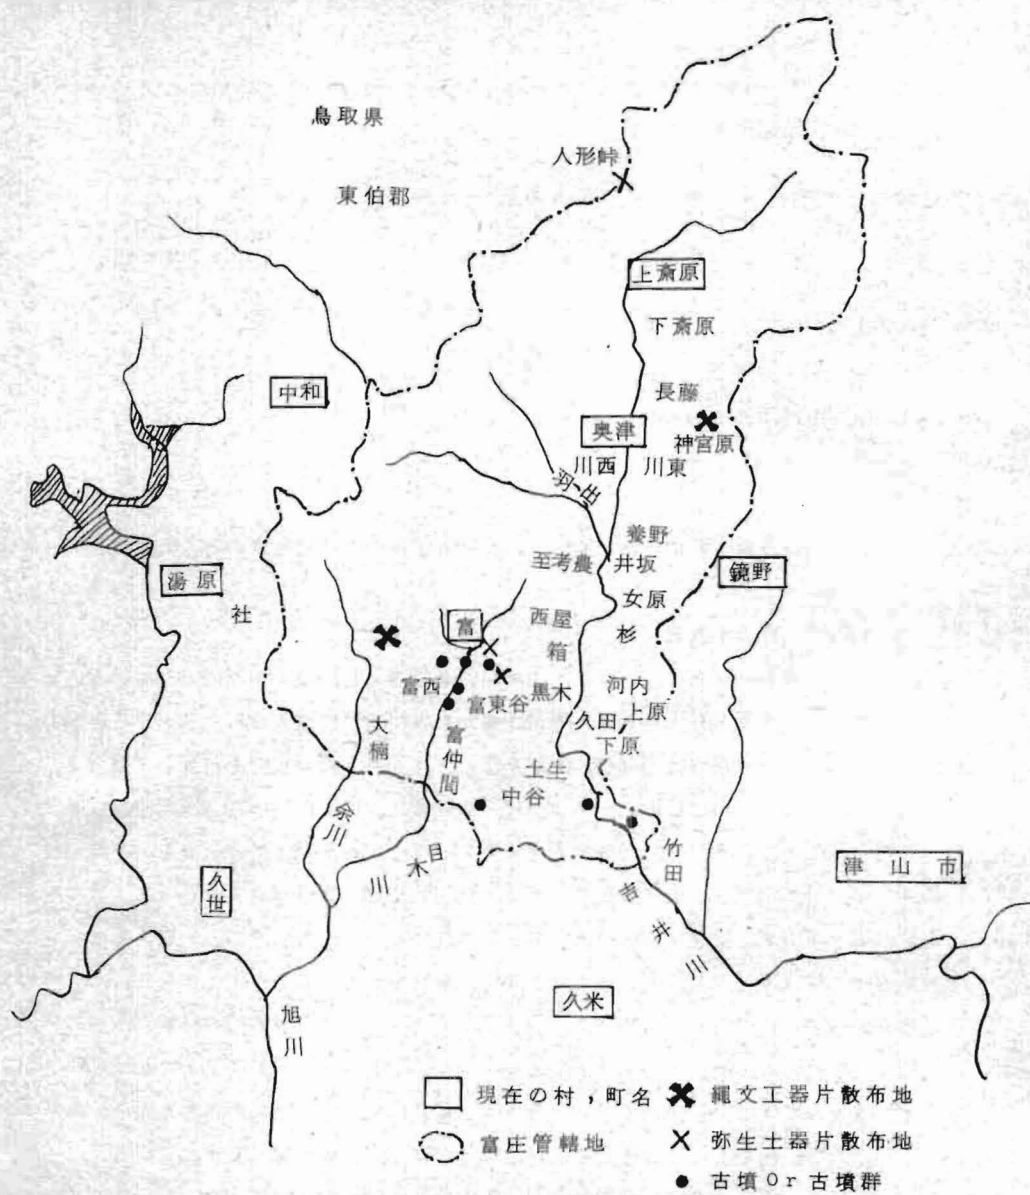 鳥取県
東伯郡
人形峠
上斎原
下斎原
中和
長藤
奥津
神宮原
川西
川東
羽出
養野
至考農
井坂
鏡野
湯原
社
女原
富
西屋
杉
箱
富西
富東谷
黒木
河内
上原
久田
下原
大楠
富仲間
土生
中谷
余川
目木川
竹田
津山市
久世
吉井川
久米
旭川
現在の村,町名
縄文工器片散布地
富庄管轄地
弥生土器片散布地
古墳Or古墳群